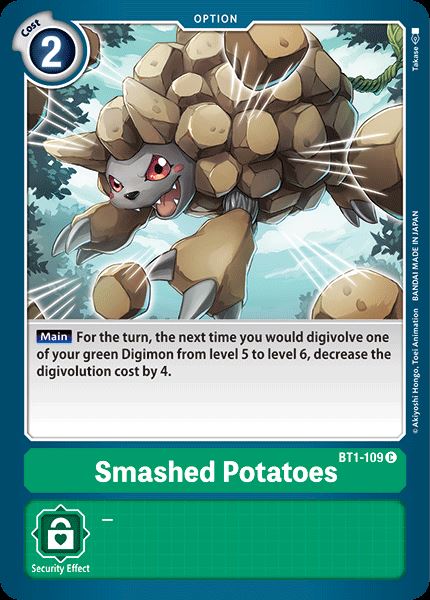 OPTION
Cost
2
Takase
©Akiyoshi Hongo, Toei Animation BANDAI MADE IN JAPAN
Main For the turn, the next time you would digivolve one
of your green Digimon from level 5 to level 6, decrease the
digivolution cost by 4.
BT1-109 C
Smashed Potatoes
–
Security Effect